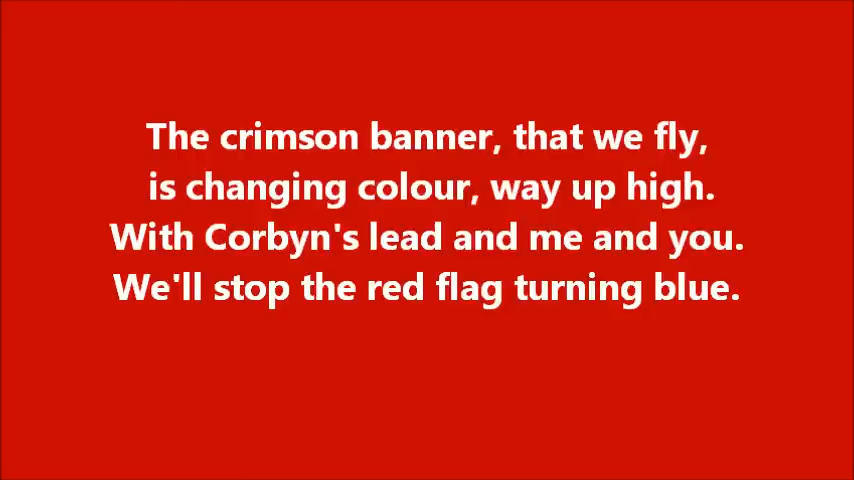 The crimson banner, that we fly,
is changing colour, way up high.
With Corbyn's lead and me and you.
We'll stop the red flag turning blue.